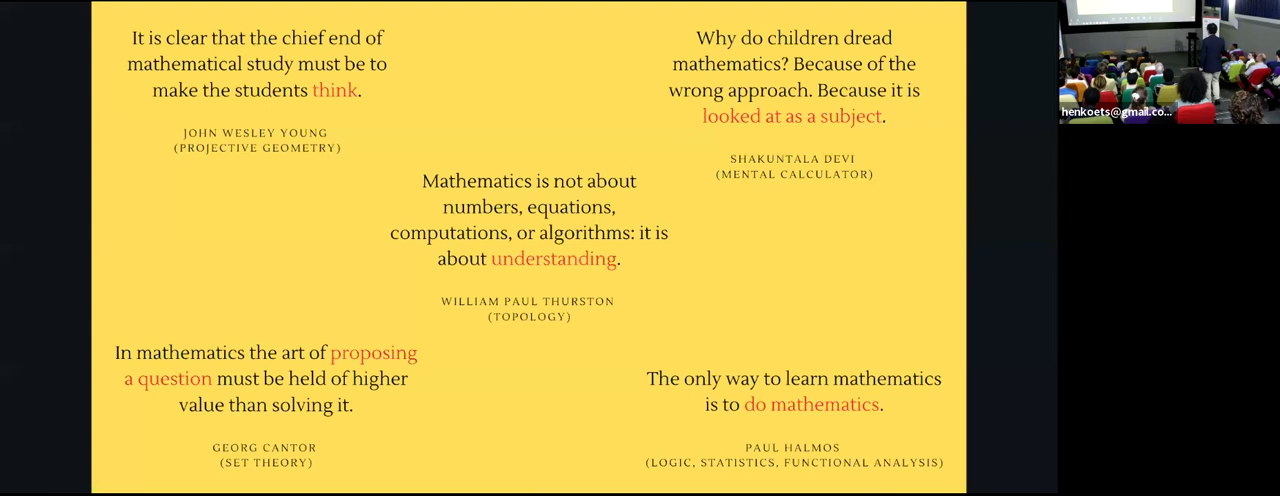 It is clear that the chief end of
mathematical study must be to
make the students think.
JOHN WESLEY YOUNG
(PROJECTIVE GEOMETRY)
Why do children dread
mathematics? Because of the
wrong approach. Because it is
looked at as a subject.
SHAKUNTALA DEVI
(MENTAL CALCULATOR)
Mathematics is not about
numbers, equations,
computations, or algorithms: it is
about understanding.
WILLIAM PAUL THURSTON
(TOPOLOGY)
In mathematics the art of proposing
a question must be held of higher
value than solving it.
GEORG CANTOR
(SET THEORY)
The only way to learn mathematics
is to do mathematics.
PAUL HALMOS
(LOGIC, STATISTICS, FUNCTIONAL ANALYSIS)
henkoets@gmail.co...